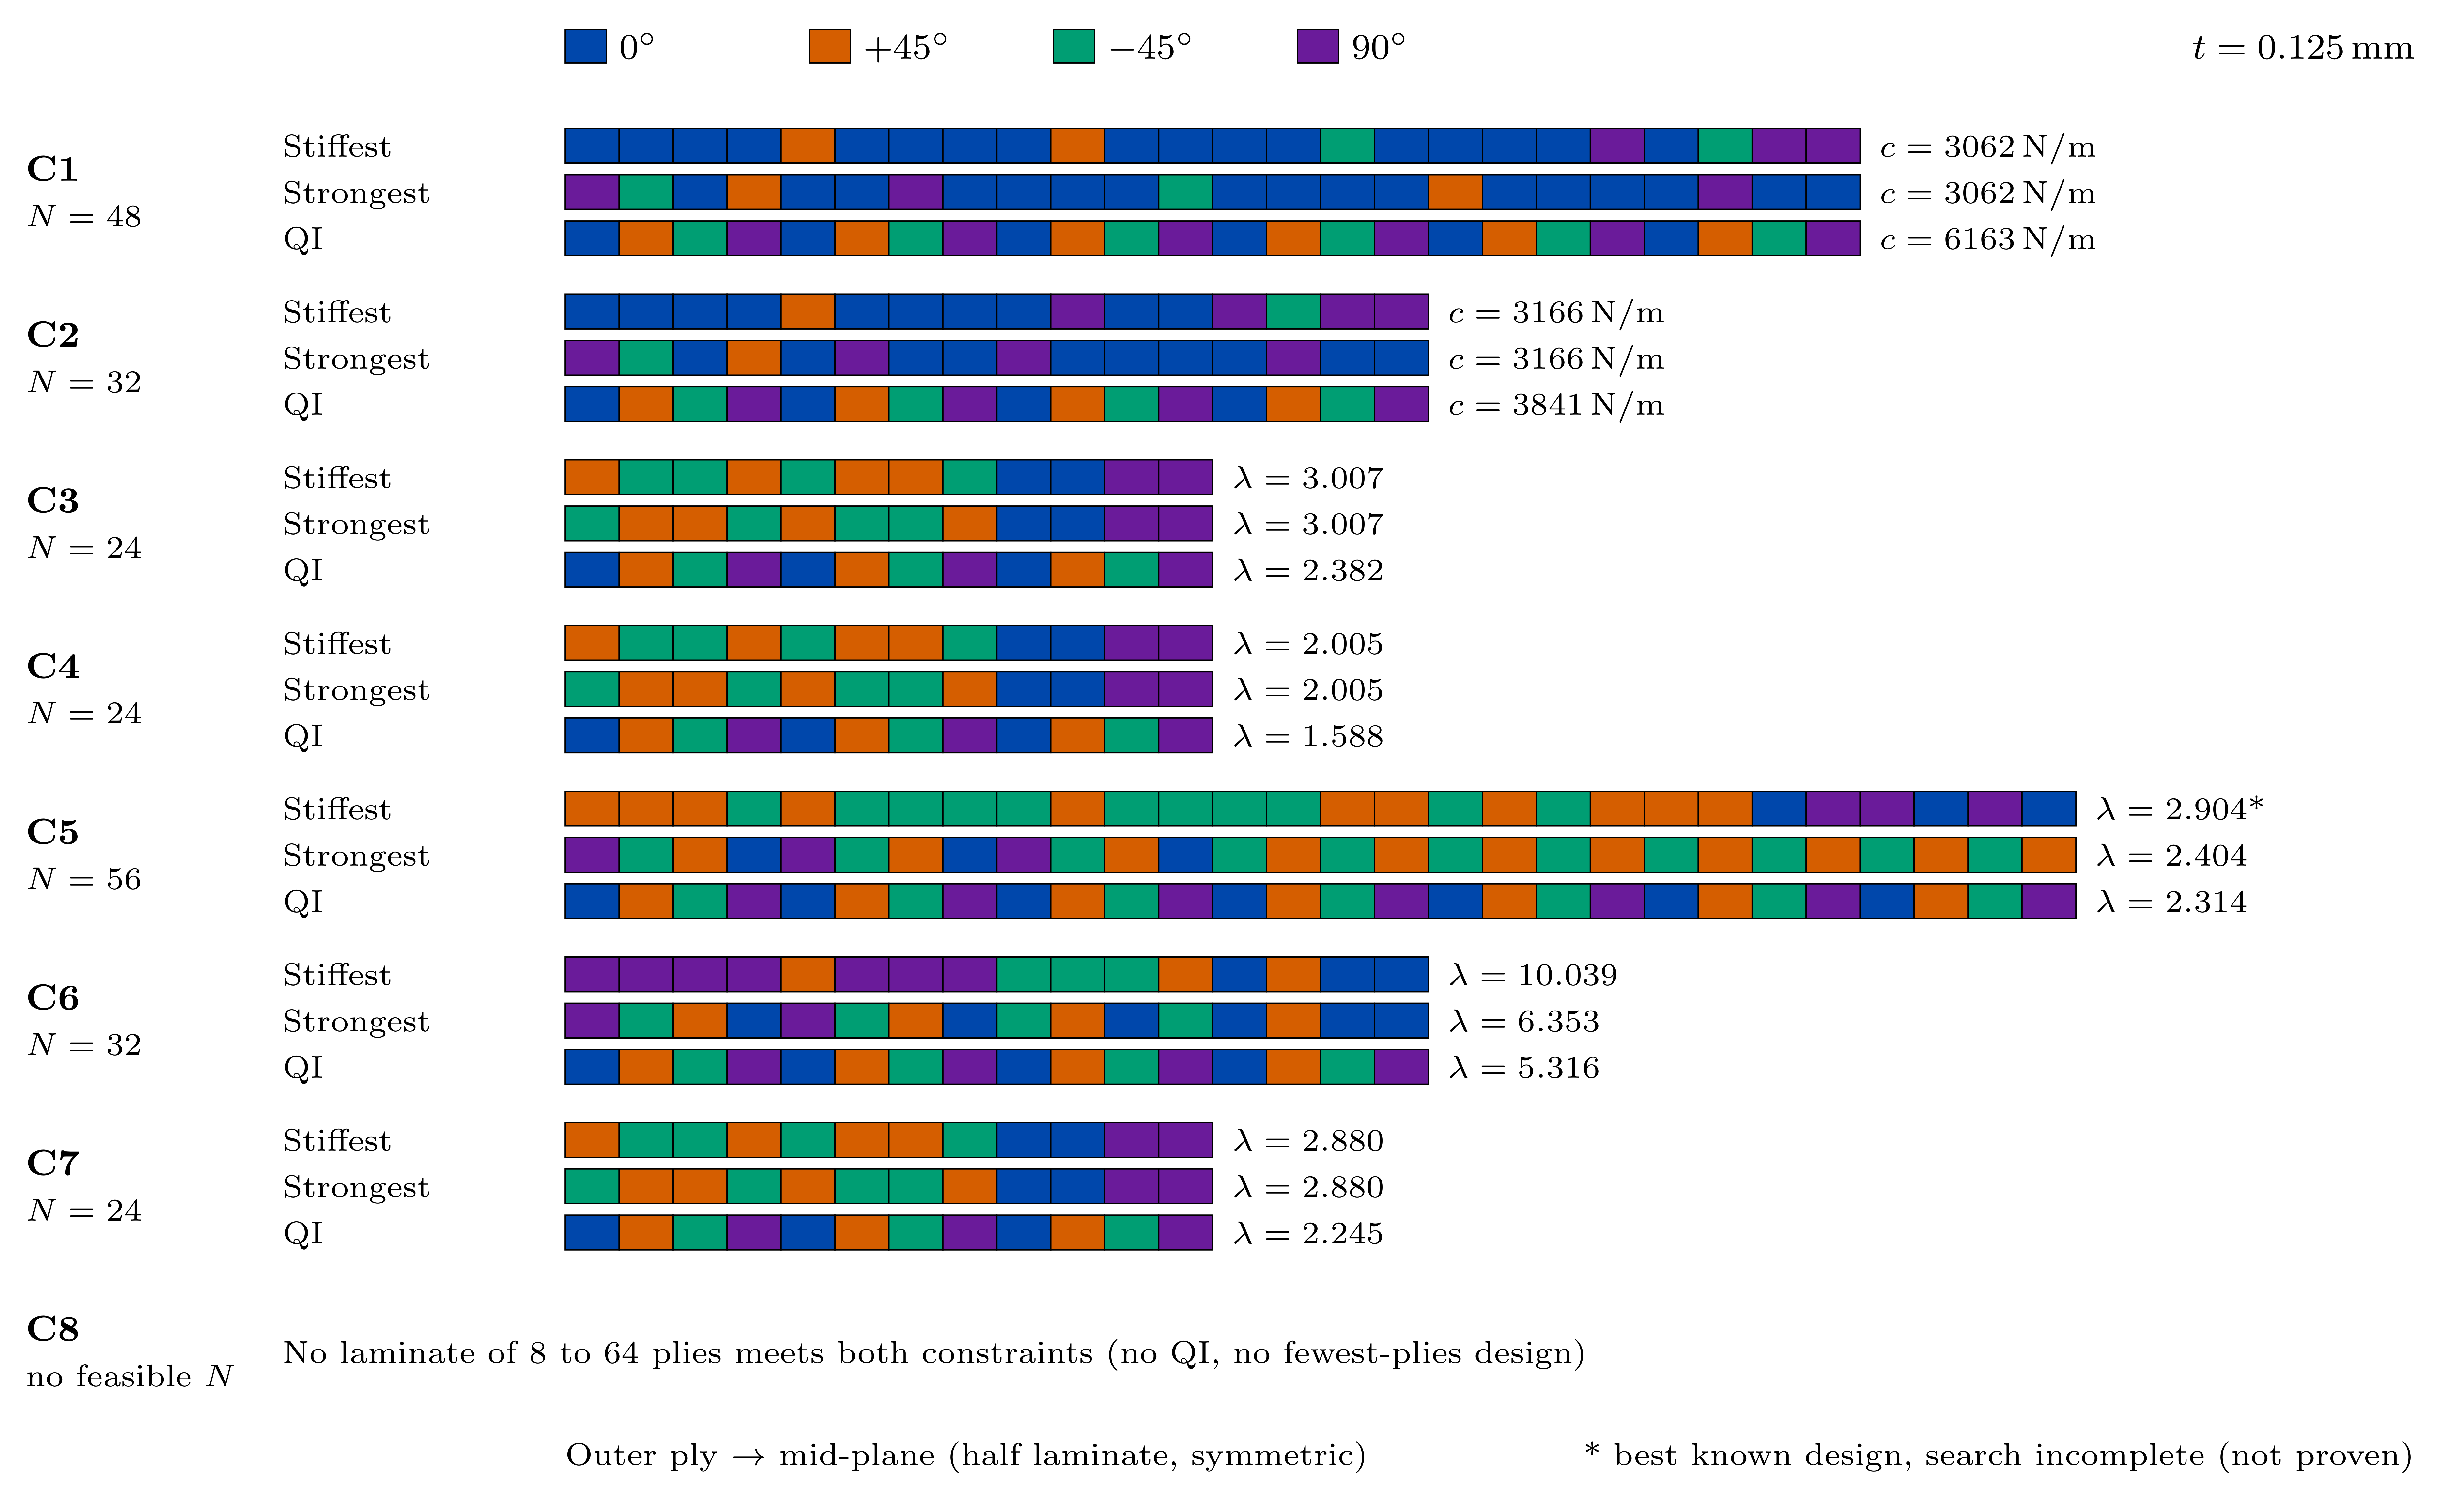 0° +45° −45° 90° t = 0.125 mm
C1
N = 48
Stiffest c = 3062 N/m
Strongest c = 3062 N/m
QI c = 6163 N/m
C2
N = 32
Stiffest c = 3166 N/m
Strongest c = 3166 N/m
QI c = 3841 N/m
C3
N = 24
Stiffest λ = 3.007
Strongest λ = 3.007
QI λ = 2.382
C4
N = 24
Stiffest λ = 2.005
Strongest λ = 2.005
QI λ = 1.588
C5
N = 56
Stiffest λ = 2.904*
Strongest λ = 2.404
QI λ = 2.314
C6
N = 32
Stiffest λ = 10.039
Strongest λ = 6.353
QI λ = 5.316
C7
N = 24
Stiffest λ = 2.880
Strongest λ = 2.880
QI λ = 2.245
C8
no feasible N
No laminate of 8 to 64 plies meets both constraints (no QI, no fewest-plies design)
Outer ply → mid-plane (half laminate, symmetric) * best known design, search incomplete (not proven)